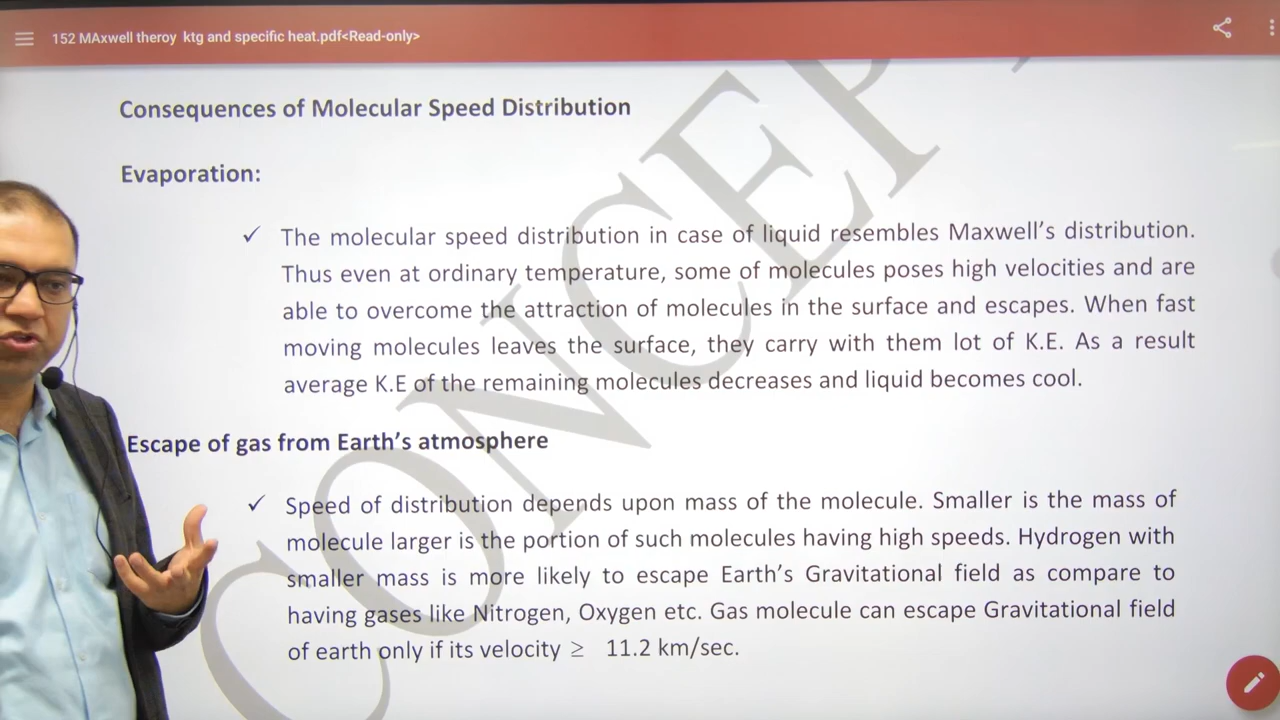 152 MAxwell theroy ktg and specific heat.pdf<Read-only>
Consequences of Molecular Speed Distribution
Evaporation:
✓ The molecular speed distribution in case of liquid resembles Maxwell's distribution.
Thus even at ordinary temperature, some of molecules poses high velocities and are
able to overcome the attraction of molecules in the surface and escapes. When fast
moving molecules leaves the surface, they carry with them lot of K.E. As a result
average K.E of the remaining molecules decreases and liquid becomes cool.
Escape of gas from Earth's atmosphere
✓ Speed of distribution depends upon mass of the molecule. Smaller is the mass of
molecule larger is the portion of such molecules having high speeds. Hydrogen with
smaller mass is more likely to escape Earth's Gravitational field as compare to
having gases like Nitrogen, Oxygen etc. Gas molecule can escape Gravitational field
of earth only if its velocity ≥ 11.2 km/sec.
CONCEP